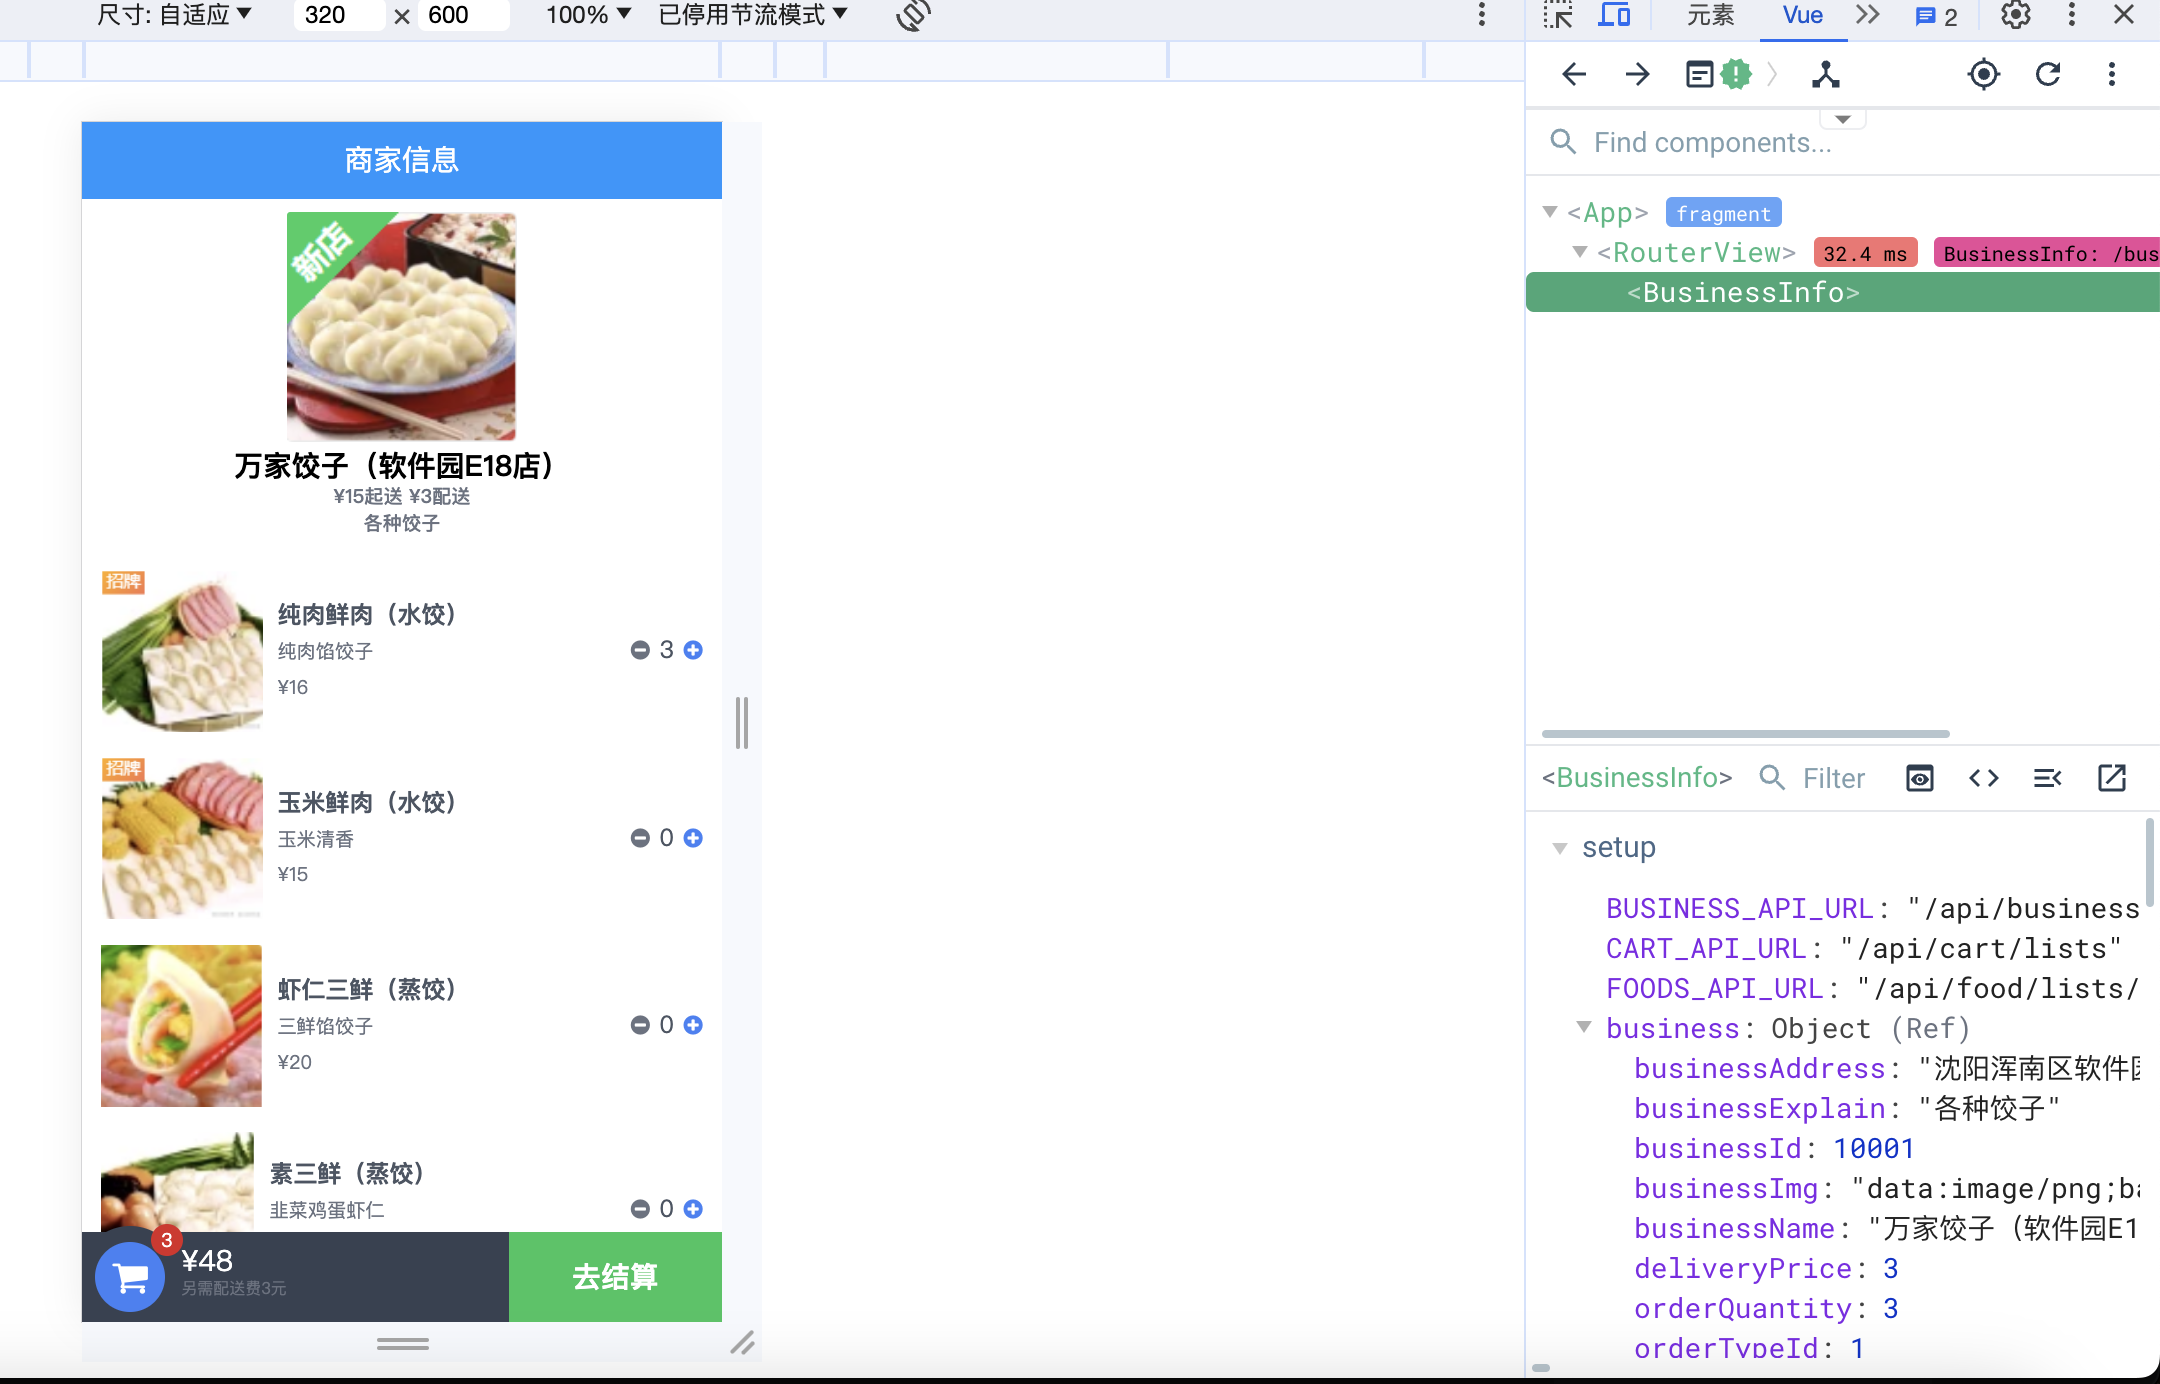 尺寸: 自适应 320 × 600 100% 已停用节流模式
商家信息
新店
万家饺子（软件园E18店）
¥15起送 ¥3配送
各种饺子
招牌
纯肉鲜肉（水饺）
纯肉馅饺子
3
¥16
招牌
玉米鲜肉（水饺）
玉米清香
0
¥15
虾仁三鲜（蒸饺）
三鲜馅饺子
0
¥20
素三鲜（蒸饺）
韭菜鸡蛋虾仁
0
3
¥48
另需配送费3元
去结算
元素 Vue 2
Find components...
<App> fragment
<RouterView> 32.4 ms BusinessInfo: /bus
<BusinessInfo>
<BusinessInfo> Filter
setup
BUSINESS_API_URL: "/api/business
CART_API_URL: "/api/cart/lists"
FOODS_API_URL: "/api/food/lists/
business: Object (Ref)
businessAddress: "沈阳浑南区软件园
businessExplain: "各种饺子"
businessId: 10001
businessImg: "data:image/png;ba
businessName: "万家饺子（软件园E1
deliveryPrice: 3
orderQuantity: 3
orderTypeId: 1